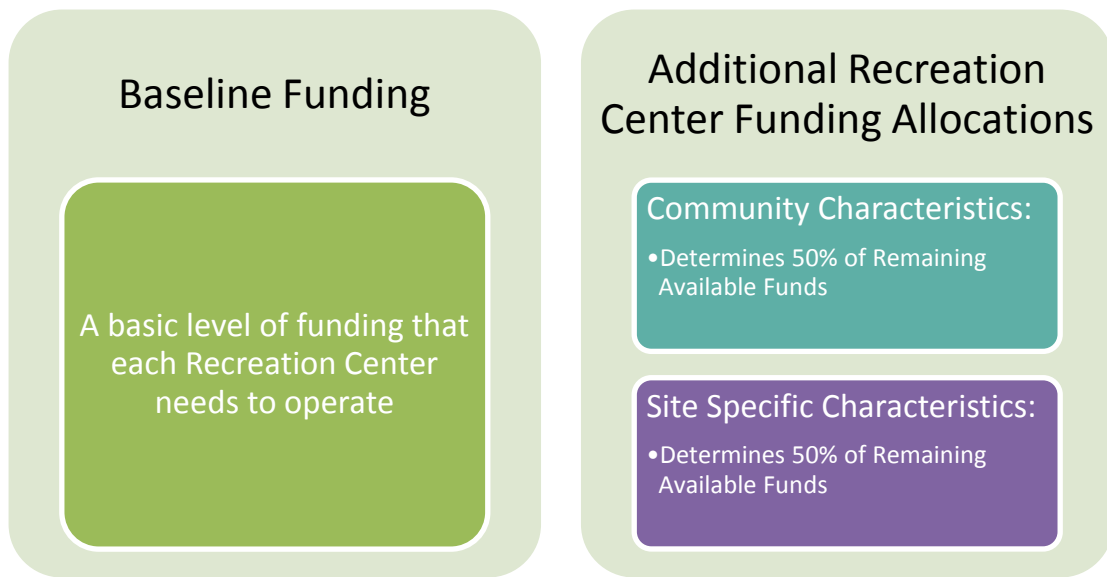 Baseline Funding
A basic level of funding that
each Recreation Center
needs to operate
Additional Recreation
Center Funding Allocations
Community Characteristics:
•Determines 50% of Remaining
Available Funds
Site Specific Characteristics:
•Determines 50% of Remaining
Available Funds